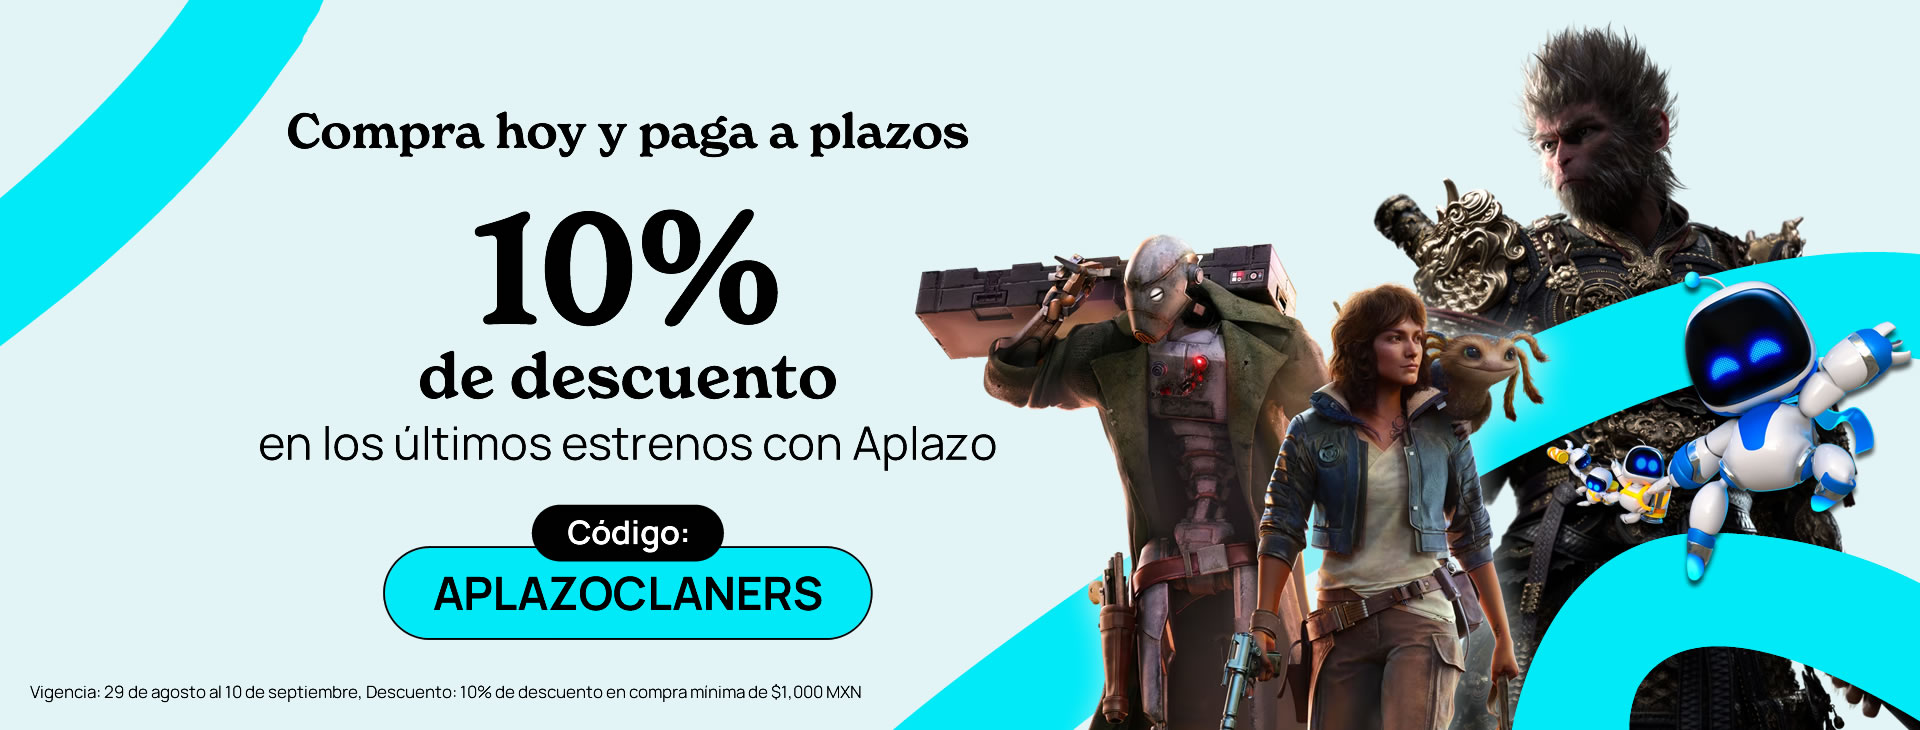 Compra hoy y paga a plazos
10%
de descuento
en los últimos estrenos con Aplazo
Código:
APLAZOCLANERS
Vigencia: 29 de agosto al 10 de septiembre, Descuento: 10% de descuento en compra mínima de $1,000 MXN